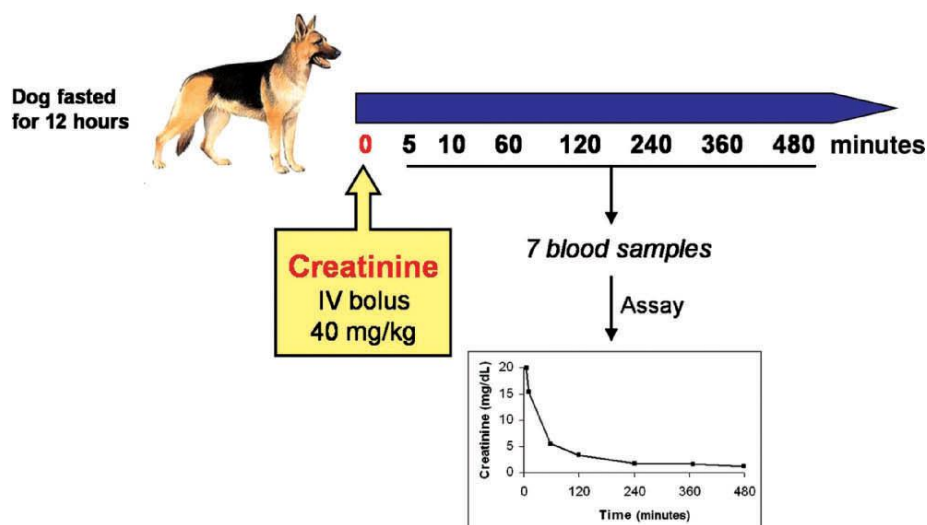 Dog fasted
for 12 hours
0 5 10 60 120 240 360 480 minutes
Creatinine
IV bolus
40 mg/kg
7 blood samples
Assay
Creatinine (mg/dL)
20
15
10
5
0
0 120 240 360 480
Time (minutes)